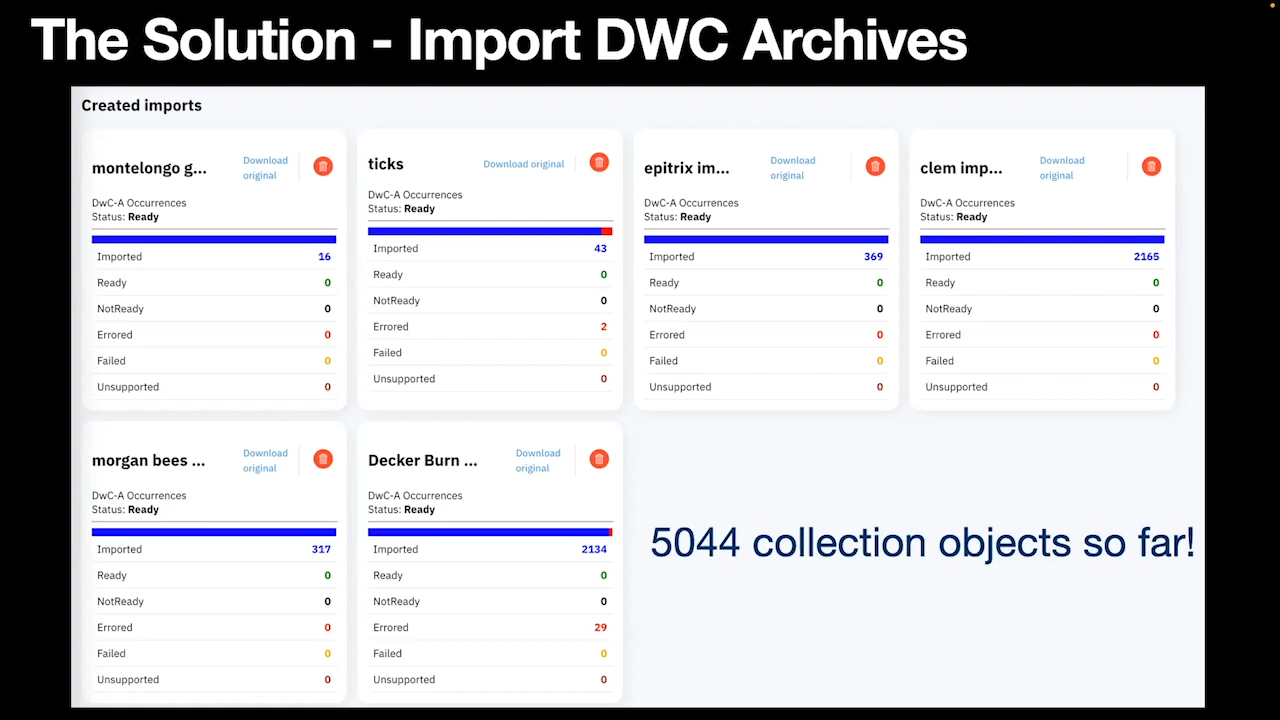 The Solution - Import DWC Archives
Created imports
montelongo g...
Download original
DwC-A Occurrences
Status: Ready
Imported 16
Ready 0
NotReady 0
Errored 0
Failed 0
Unsupported 0
ticks
Download original
DwC-A Occurrences
Status: Ready
Imported 43
Ready 0
NotReady 0
Errored 2
Failed 0
Unsupported 0
epitrix im...
Download original
DwC-A Occurrences
Status: Ready
Imported 369
Ready 0
NotReady 0
Errored 0
Failed 0
Unsupported 0
clem imp...
Download original
DwC-A Occurrences
Status: Ready
Imported 2165
Ready 0
NotReady 0
Errored 0
Failed 0
Unsupported 0
morgan bees ...
Download original
DwC-A Occurrences
Status: Ready
Imported 317
Ready 0
NotReady 0
Errored 0
Failed 0
Unsupported 0
Decker Burn ...
Download original
DwC-A Occurrences
Status: Ready
Imported 2134
Ready 0
NotReady 0
Errored 29
Failed 0
Unsupported 0
5044 collection objects so far!